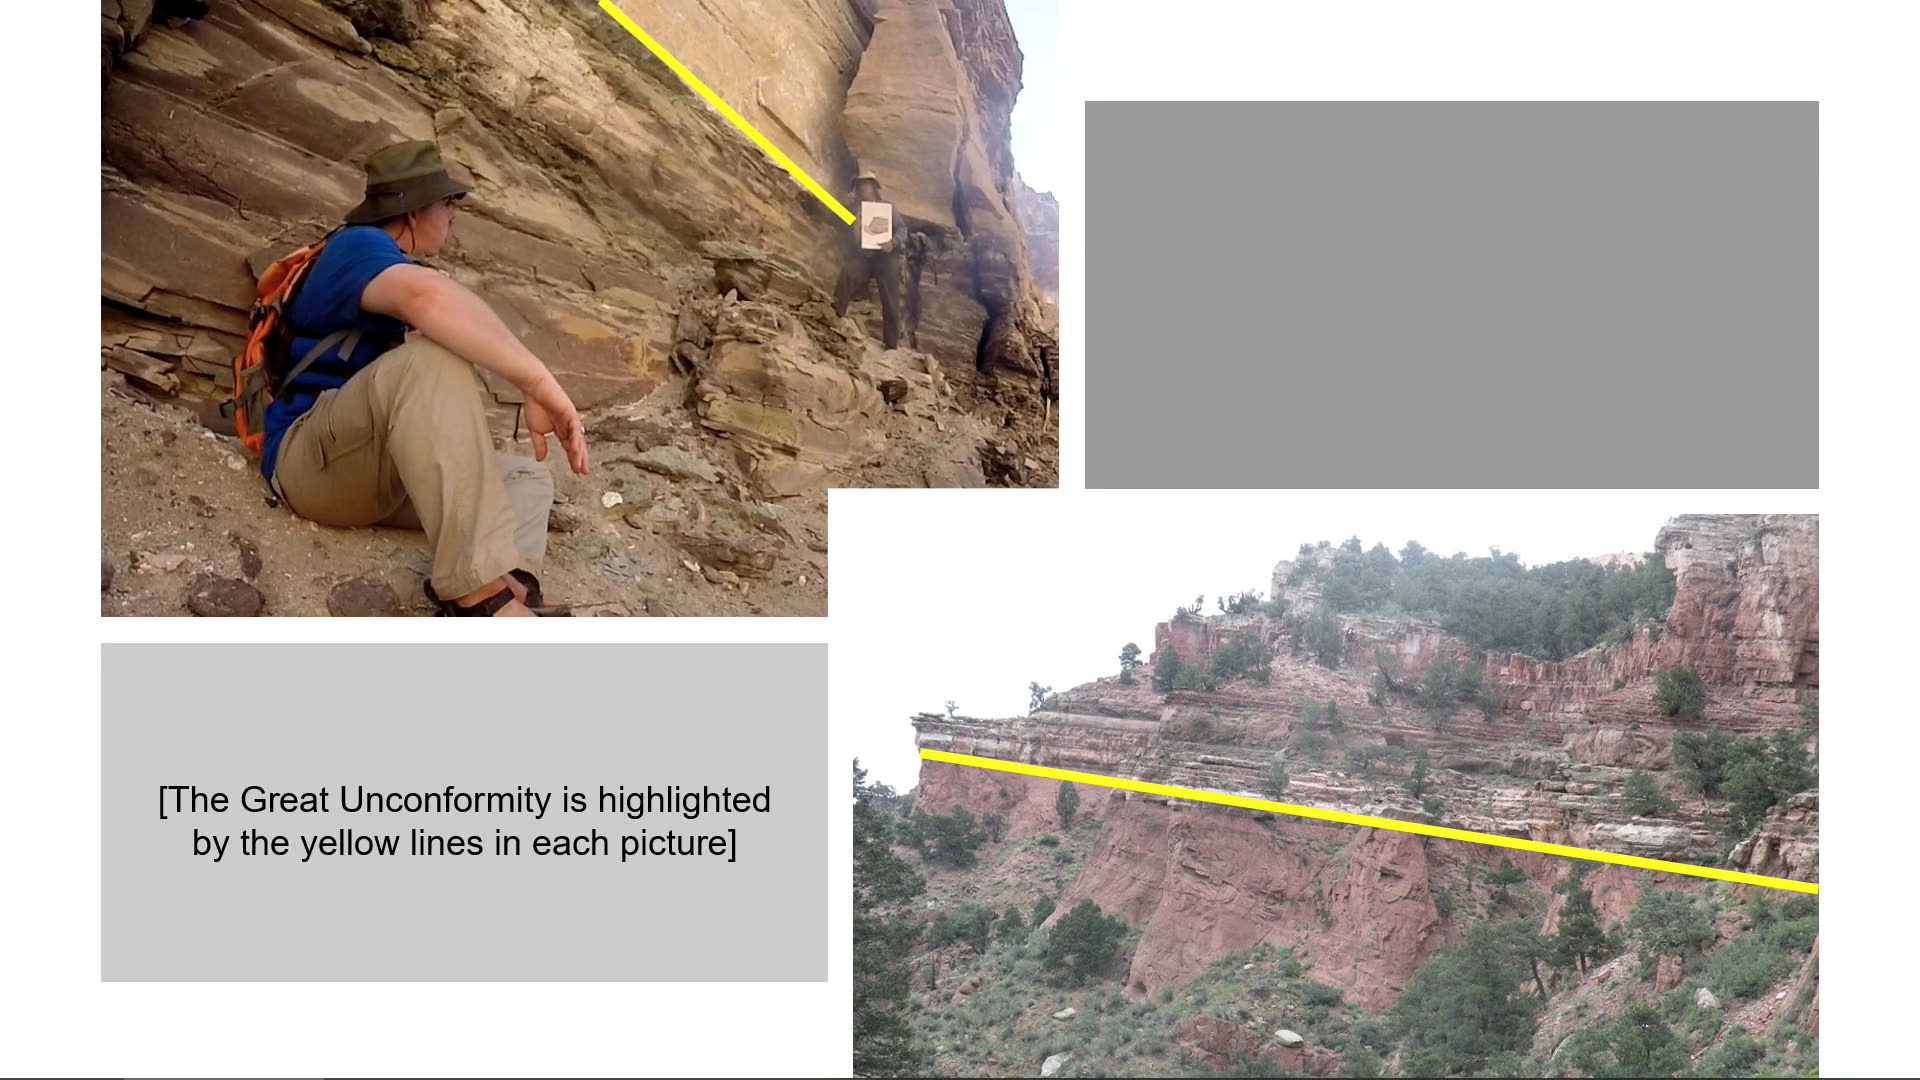 [The Great Unconformity is highlighted
by the yellow lines in each picture]